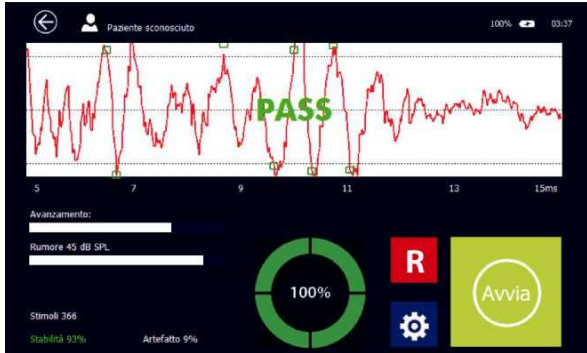 Paziente sconosciuto
100%
03:37
PASS
5 7 9 11 13 15ms
Avanzamento:
Rumore 45 dB SPL
100%
R
Avvia
Stimoli 366
Stabilità 93% Artefatto 9%